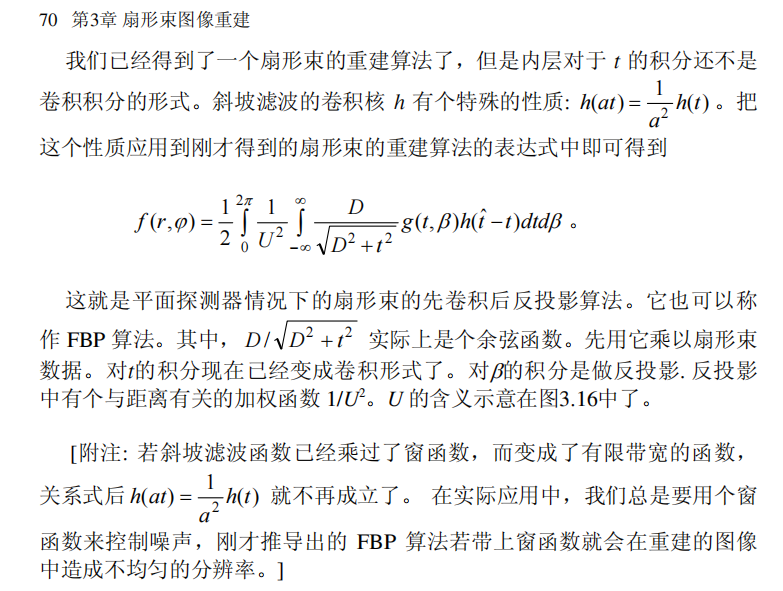 70 第3章 扇形束图像重建
我们已经得到了一个扇形束的重建算法了，但是内层对于 t 的积分还不是
卷积积分的形式。斜坡滤波的卷积核 h 有个特殊的性质: h(at) = \frac{1}{a^2} h(t) 。把
这个性质应用到刚才得到的扇形束的重建算法的表达式中即可得到
f(r,φ) = \frac{1}{2} \int_{0}^{2π} \frac{1}{U^2} \int_{-∞}^{∞} \frac{D}{\sqrt{D^2+t^2}} g(t,β)h(\hat{t}-t)dtdβ 。
这就是平面探测器情况下的扇形束的先卷积后反投影算法。它也可以称
作 FBP 算法。其中， D/\sqrt{D^2+t^2} 实际上是个余弦函数。先用它乘以扇形束
数据。对t的积分现在已经变成卷积形式了。对β的积分是做反投影. 反投影
中有个与距离有关的加权函数 1/U²。U 的含义示意在图3.16中了。
[附注: 若斜坡滤波函数已经乘过了窗函数，而变成了有限带宽的函数，
关系式后 h(at) = \frac{1}{a^2} h(t) 就不再成立了。 在实际应用中，我们总是要用个窗
函数来控制噪声，刚才推导出的 FBP 算法若带上窗函数就会在重建的图像
中造成不均匀的分辨率。]